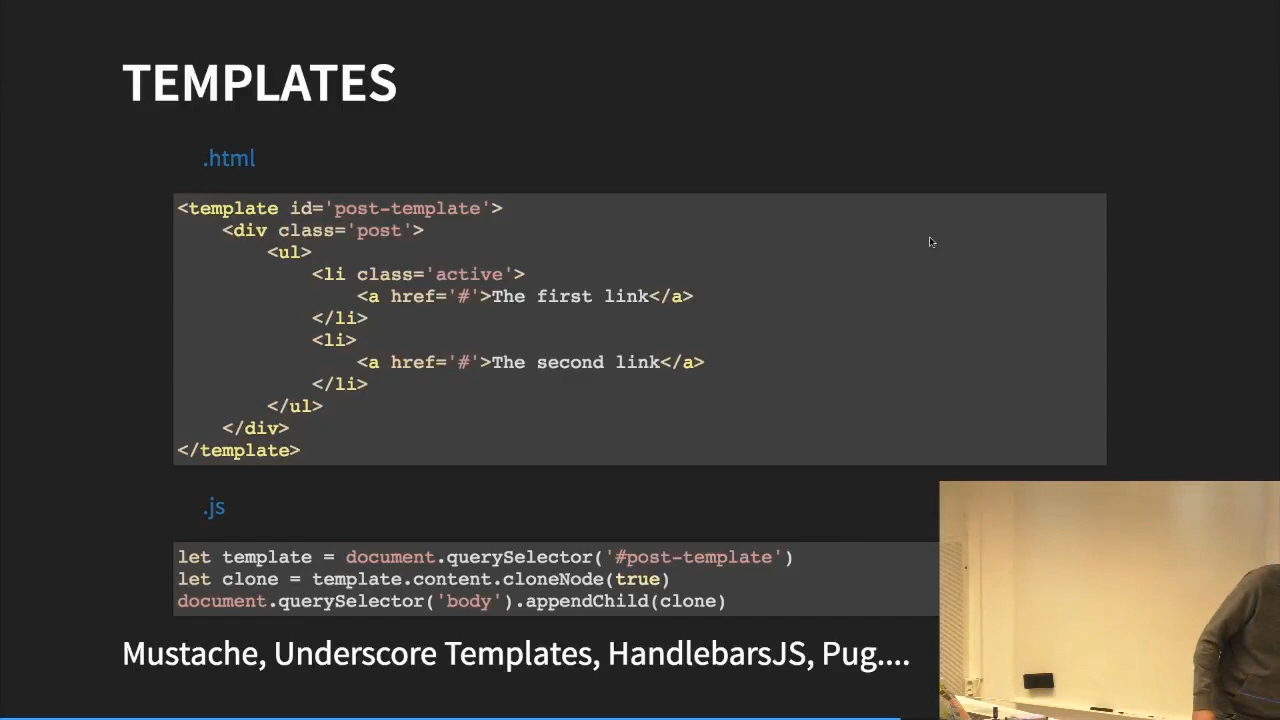 TEMPLATES
.html
<template id='post-template'>
    <div class='post'>
        <ul>
            <li class='active'>
                <a href='#'>The first link</a>
            </li>
            <li>
                <a href='#'>The second link</a>
            </li>
        </ul>
    </div>
</template>
.js
let template = document.querySelector('#post-template')
let clone = template.content.cloneNode(true)
document.querySelector('body').appendChild(clone)
Mustache, Underscore Templates, HandlebarsJS, Pug....